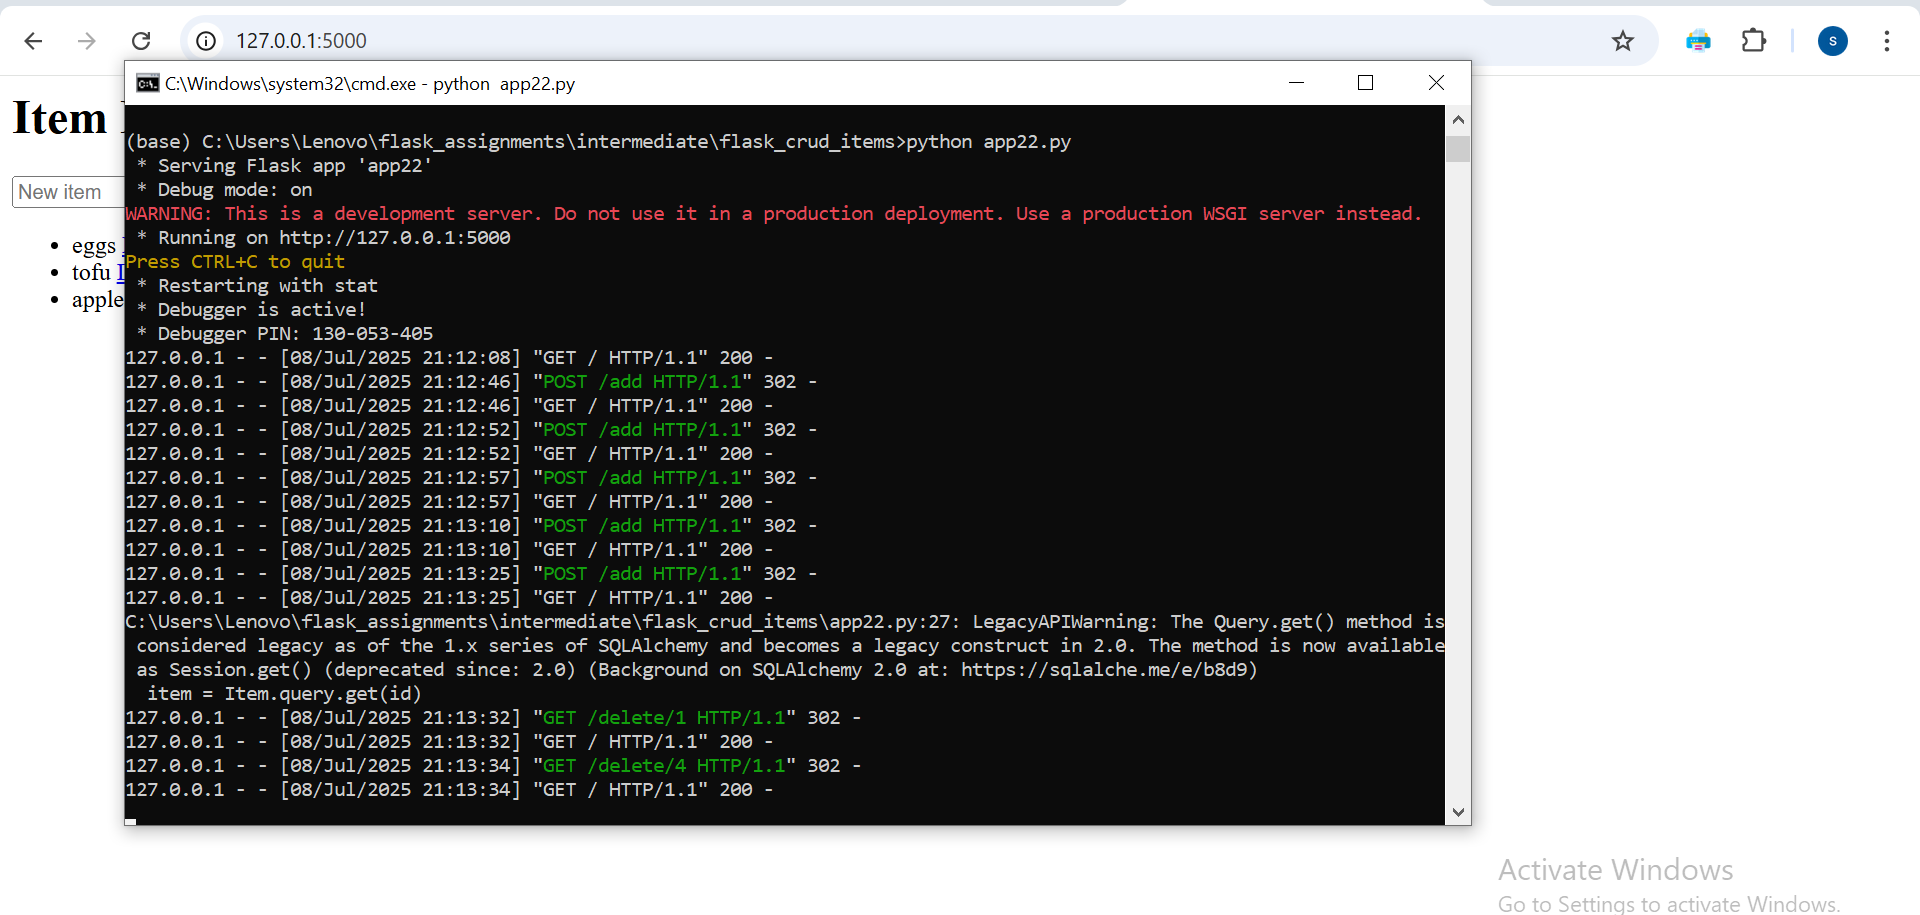 127.0.0.1:5000
s
C:\Windows\system32\cmd.exe - python  app22.py
Item
New item
eggs
tofu
apple
(base) C:\Users\Lenovo\flask_assignments\intermediate\flask_crud_items>python app22.py
 * Serving Flask app 'app22'
 * Debug mode: on
WARNING: This is a development server. Do not use it in a production deployment. Use a production WSGI server instead.
 * Running on http://127.0.0.1:5000
Press CTRL+C to quit
 * Restarting with stat
 * Debugger is active!
 * Debugger PIN: 130-053-405
127.0.0.1 - - [08/Jul/2025 21:12:08] "GET / HTTP/1.1" 200 -
127.0.0.1 - - [08/Jul/2025 21:12:46] "POST /add HTTP/1.1" 302 -
127.0.0.1 - - [08/Jul/2025 21:12:46] "GET / HTTP/1.1" 200 -
127.0.0.1 - - [08/Jul/2025 21:12:52] "POST /add HTTP/1.1" 302 -
127.0.0.1 - - [08/Jul/2025 21:12:52] "GET / HTTP/1.1" 200 -
127.0.0.1 - - [08/Jul/2025 21:12:57] "POST /add HTTP/1.1" 302 -
127.0.0.1 - - [08/Jul/2025 21:12:57] "GET / HTTP/1.1" 200 -
127.0.0.1 - - [08/Jul/2025 21:13:10] "POST /add HTTP/1.1" 302 -
127.0.0.1 - - [08/Jul/2025 21:13:10] "GET / HTTP/1.1" 200 -
127.0.0.1 - - [08/Jul/2025 21:13:25] "POST /add HTTP/1.1" 302 -
127.0.0.1 - - [08/Jul/2025 21:13:25] "GET / HTTP/1.1" 200 -
C:\Users\Lenovo\flask_assignments\intermediate\flask_crud_items\app22.py:27: LegacyAPIWarning: The Query.get() method is
 considered legacy as of the 1.x series of SQLAlchemy and becomes a legacy construct in 2.0. The method is now available
 as Session.get() (deprecated since: 2.0) (Background on SQLAlchemy 2.0 at: https://sqlalche.me/e/b8d9)
  item = Item.query.get(id)
127.0.0.1 - - [08/Jul/2025 21:13:32] "GET /delete/1 HTTP/1.1" 302 -
127.0.0.1 - - [08/Jul/2025 21:13:32] "GET / HTTP/1.1" 200 -
127.0.0.1 - - [08/Jul/2025 21:13:34] "GET /delete/4 HTTP/1.1" 302 -
127.0.0.1 - - [08/Jul/2025 21:13:34] "GET / HTTP/1.1" 200 -
Activate Windows
Go to Settings to activate Windows.